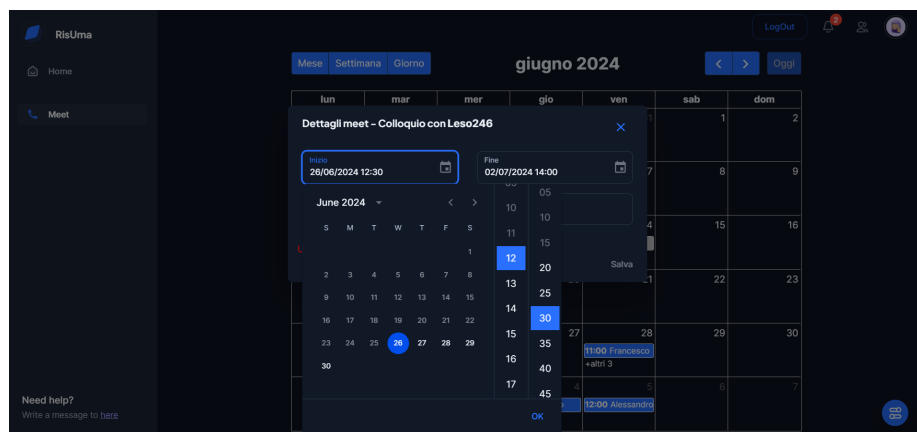 RisUma
LogOut
2
Home
Meet
Mese Settimana Giorno
giugno 2024
Oggi
lun mar mer gio ven sab dom
Dettagli meet – Colloquio con Leso246
1 2
Inizio
26/06/2024 12:30
Fine
02/07/2024 14:00
7 8 9
June 2024
S M T W T F S
1
2 3 4 5 6 7 8
9 10 11 12 13 14 15
16 17 18 19 20 21 22
23 24 25 26 27 28 29
30
10
11
12
13
14
15
16
17
05
10
15
20
25
30
35
40
45
OK
4 15 16
Salva
22 23
27 28 29 30
11:00 Francesco
+altri 3
4 5 6 7
12:00 Alessandro
Need help?
Write a message to here